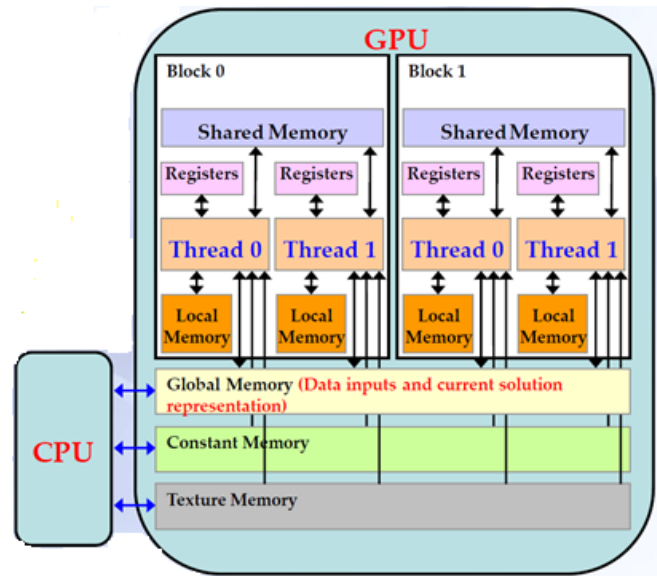 GPU
Block 0
Block 1
Shared Memory
Shared Memory
Registers
Registers
Registers
Registers
Thread 0
Thread 1
Thread 0
Thread 1
Local
Memory
Local
Memory
Local
Memory
Local
Memory
CPU
Global Memory (Data inputs and current solution
representation)
Constant Memory
Texture Memory